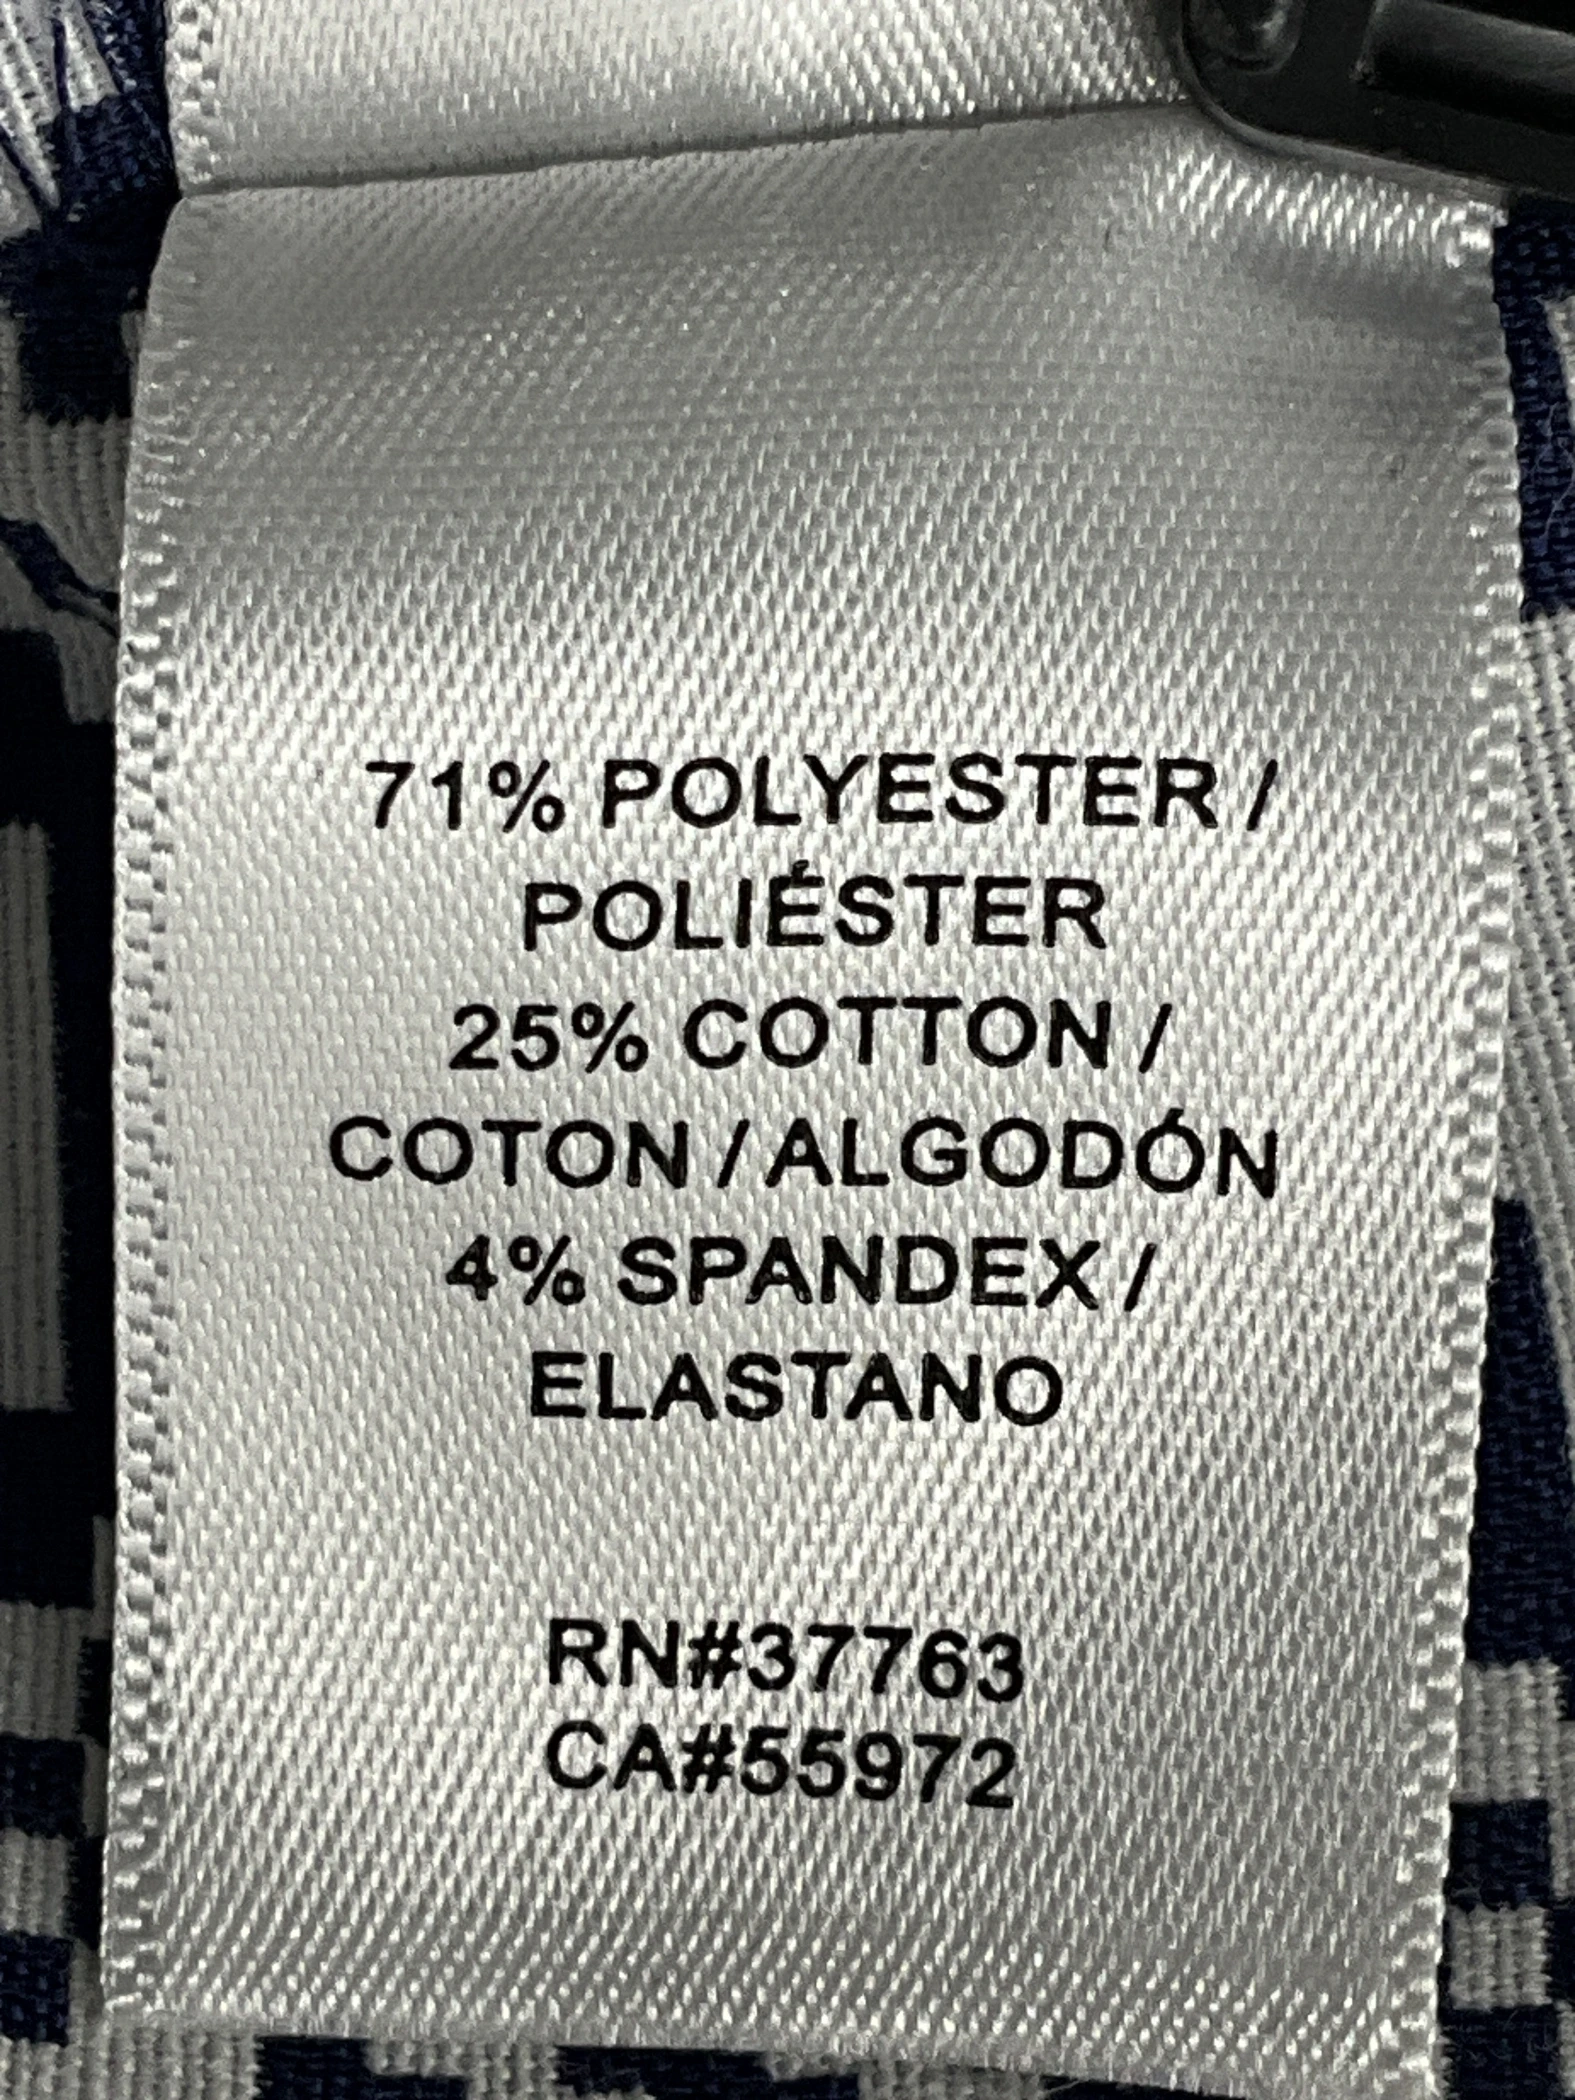 71% POLYESTER /
POLIÉSTER
25% COTTON /
COTON / ALGODÓN
4% SPANDEX /
ELASTANO
RN#37763
CA#55972